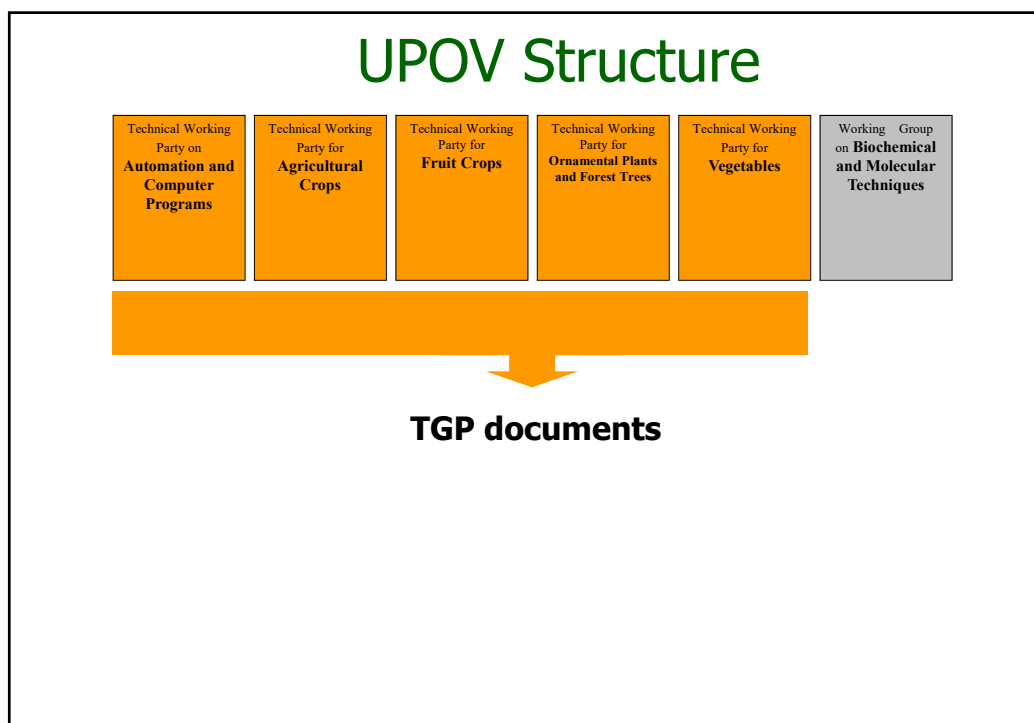 UPOV Structure
Technical Working
Party on
Automation and
Computer
Programs
Technical Working
Party for
Agricultural
Crops
Technical Working
Party for
Fruit Crops
Technical Working
Party for
Ornamental Plants
and Forest Trees
Technical Working
Party for
Vegetables
Working Group
on Biochemical
and Molecular
Techniques
TGP documents